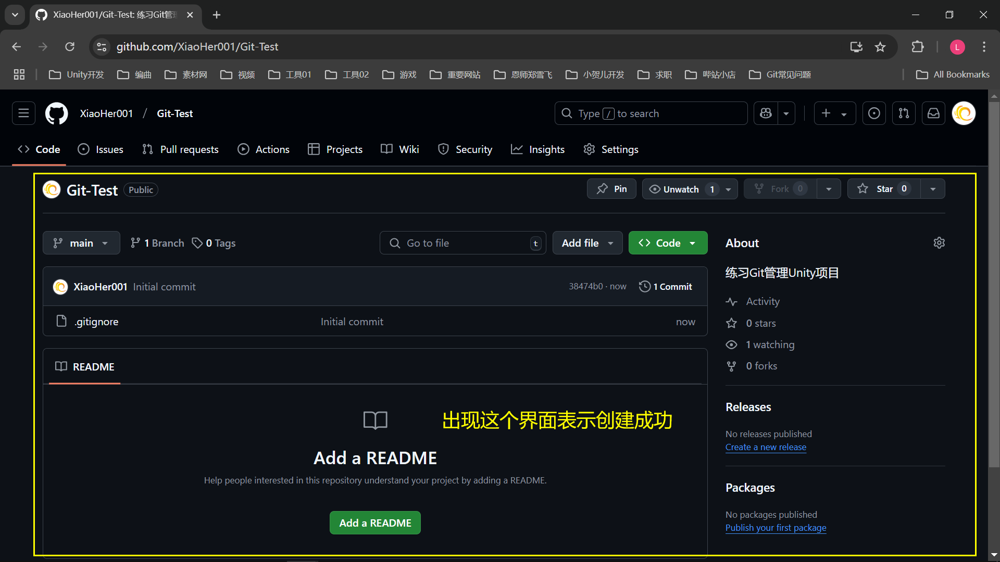 XiaoHer001/Git-Test: 练习Git管
github.com/XiaoHer001/Git-Test
L
Unity开发 编曲 素材网 视频 工具01 工具02 游戏 重要网站 恩师郑雪飞 小贺儿开发 求职 哔站小店 Git常见问题 All Bookmarks
XiaoHer001 / Git-Test Type / to search
Code Issues Pull requests Actions Projects Wiki Security Insights Settings
Git-Test Public Pin Unwatch 1 Fork 0 Star 0
main 1 Branch 0 Tags Go to file t Add file Code
XiaoHer001 Initial commit 38474b0 · now 1 Commit
.gitignore Initial commit now
README
出现这个界面表示创建成功
Add a README
Help people interested in this repository understand your project by adding a README.
Add a README
About
练习Git管理Unity项目
Activity
0 stars
1 watching
0 forks
Releases
No releases published
Create a new release
Packages
No packages published
Publish your first package